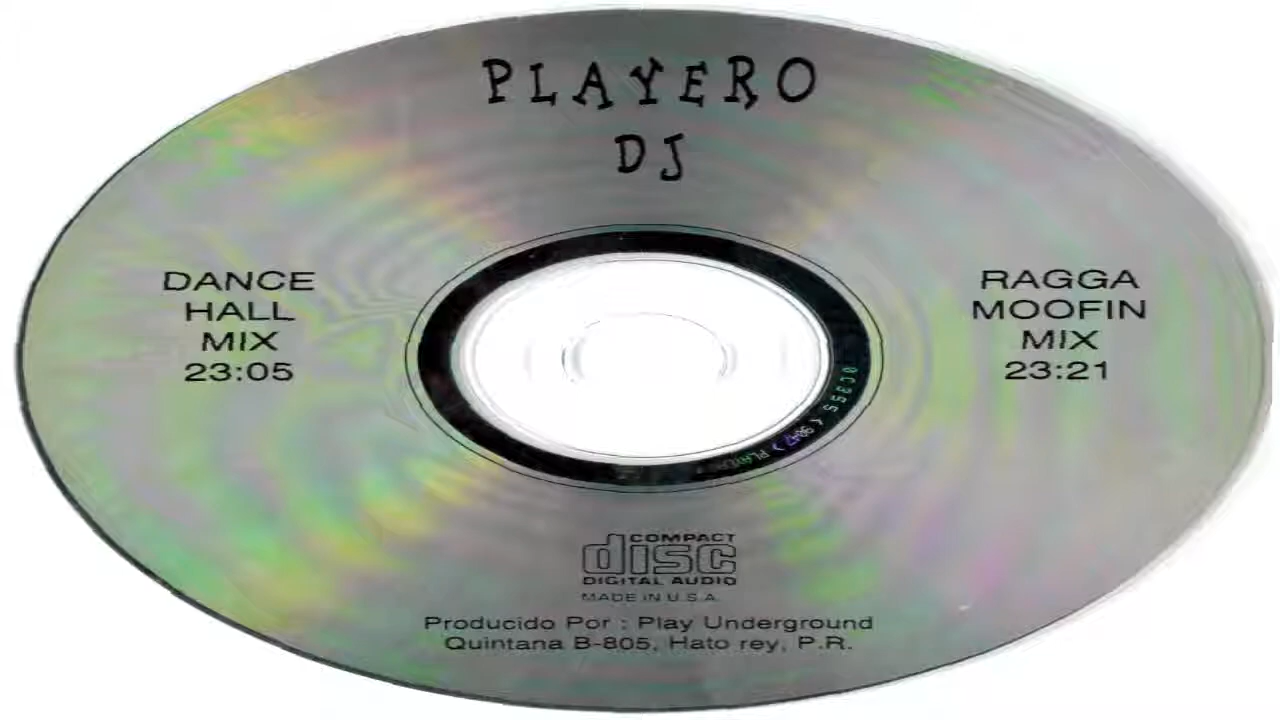 PLAYERO
DJ
DANCE
HALL
MIX
23:05
RAGGA
MOOFIN
MIX
23:21
COMPACT
disc
DIGITAL AUDIO
MADE IN U.S.A.
Producido Por : Play Underground
Quintana B-805, Hato rey, P.R.